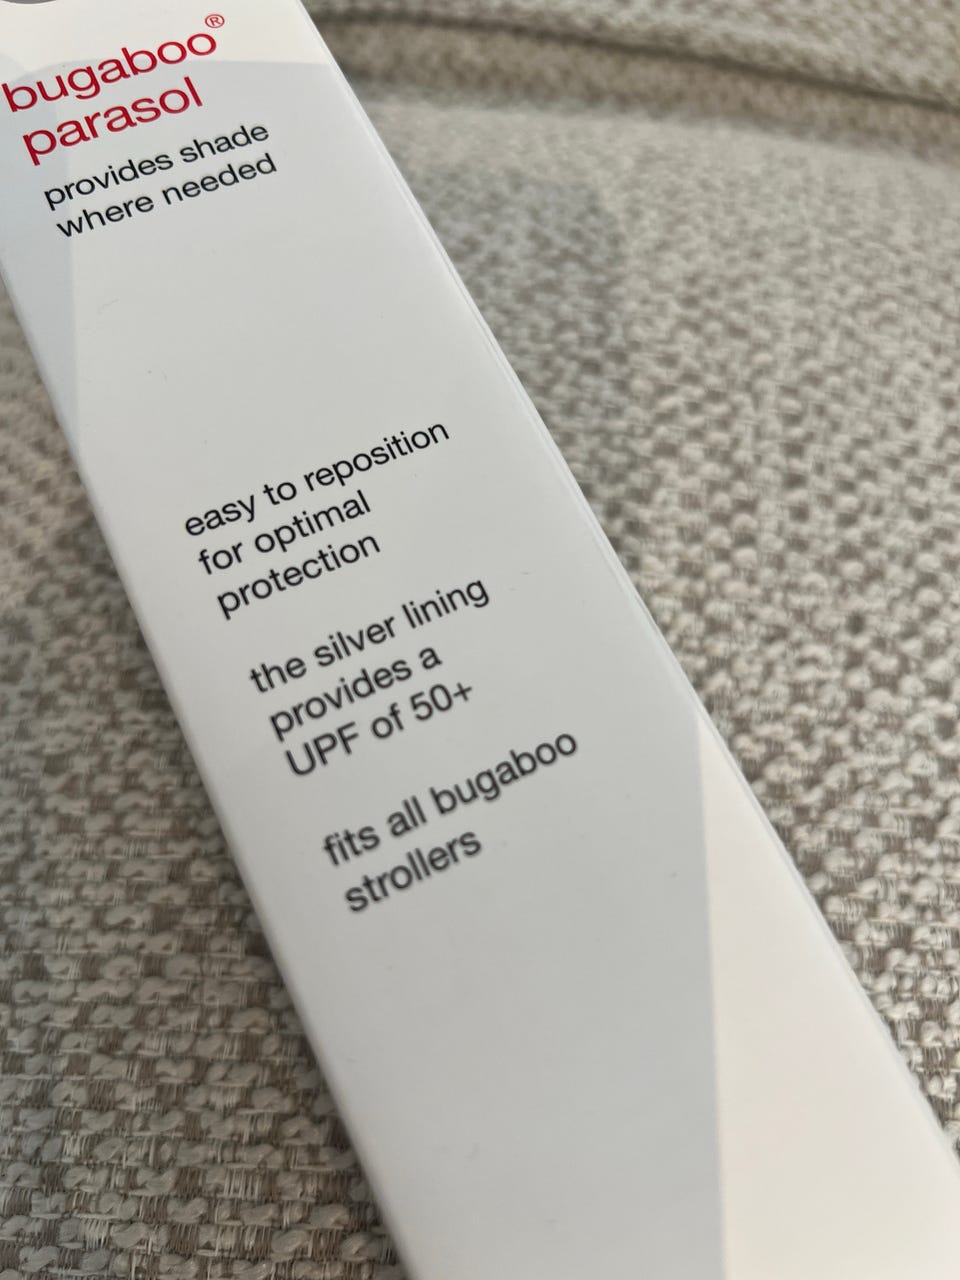 bugaboo®
parasol
provides shade
where needed
easy to reposition
for optimal
protection
the silver lining
provides a
UPF of 50+
fits all bugaboo
strollers